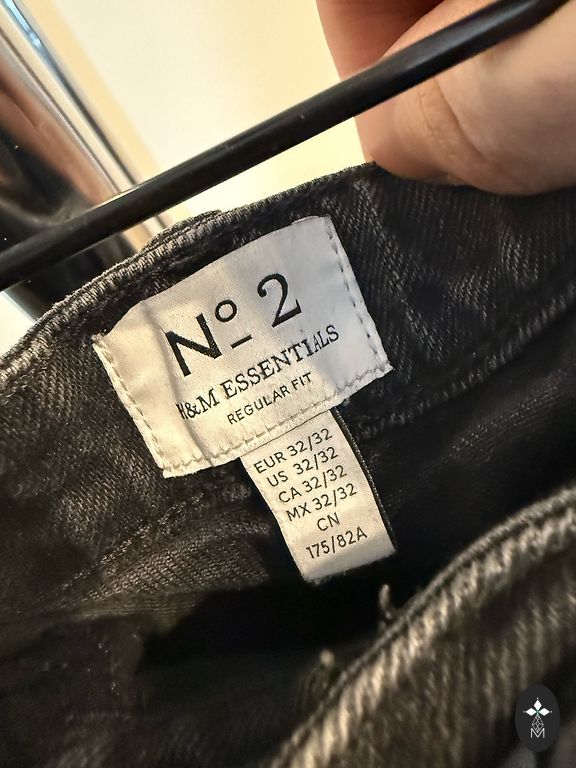 Nº 2
H&M ESSENTIALS
REGULAR FIT
EUR 32/32
US 32/32
CA 32/32
MX 32/32
CN
175/82A
M